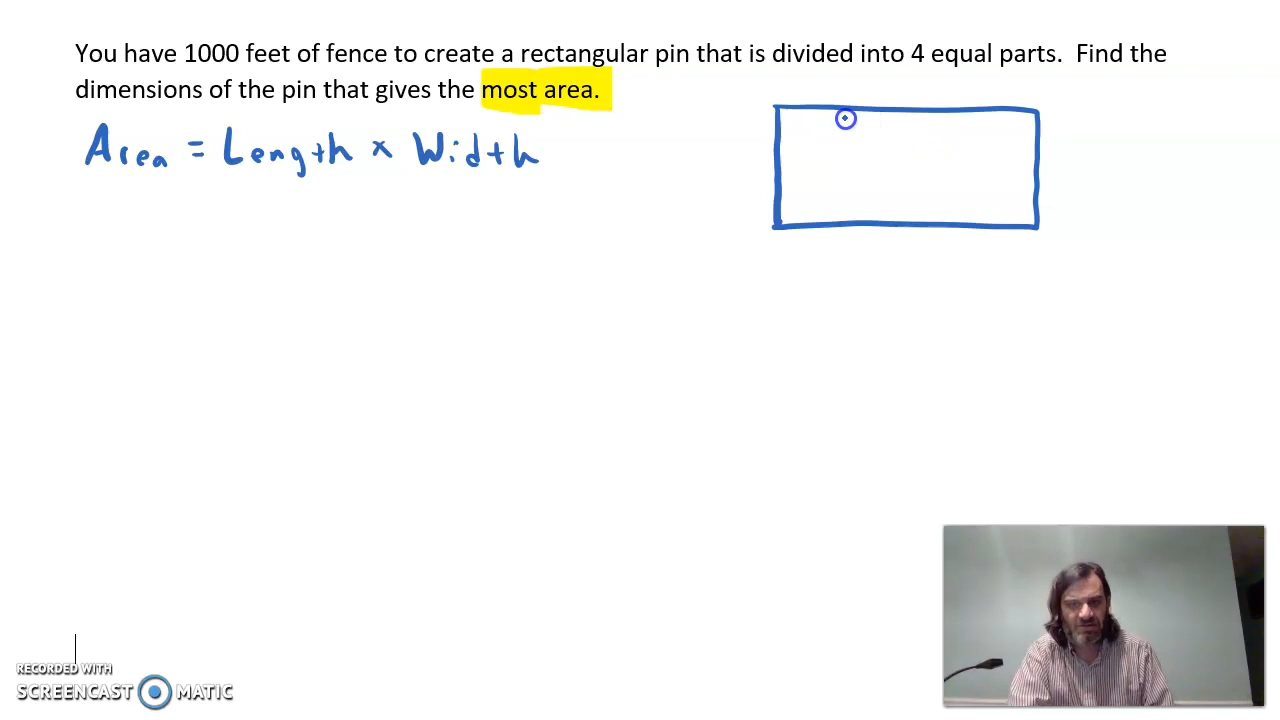 You have 1000 feet of fence to create a rectangular pin that is divided into 4 equal parts.  Find the
dimensions of the pin that gives the most area.
Area = Length × Width
RECORDED WITH
SCREENCAST MATIC